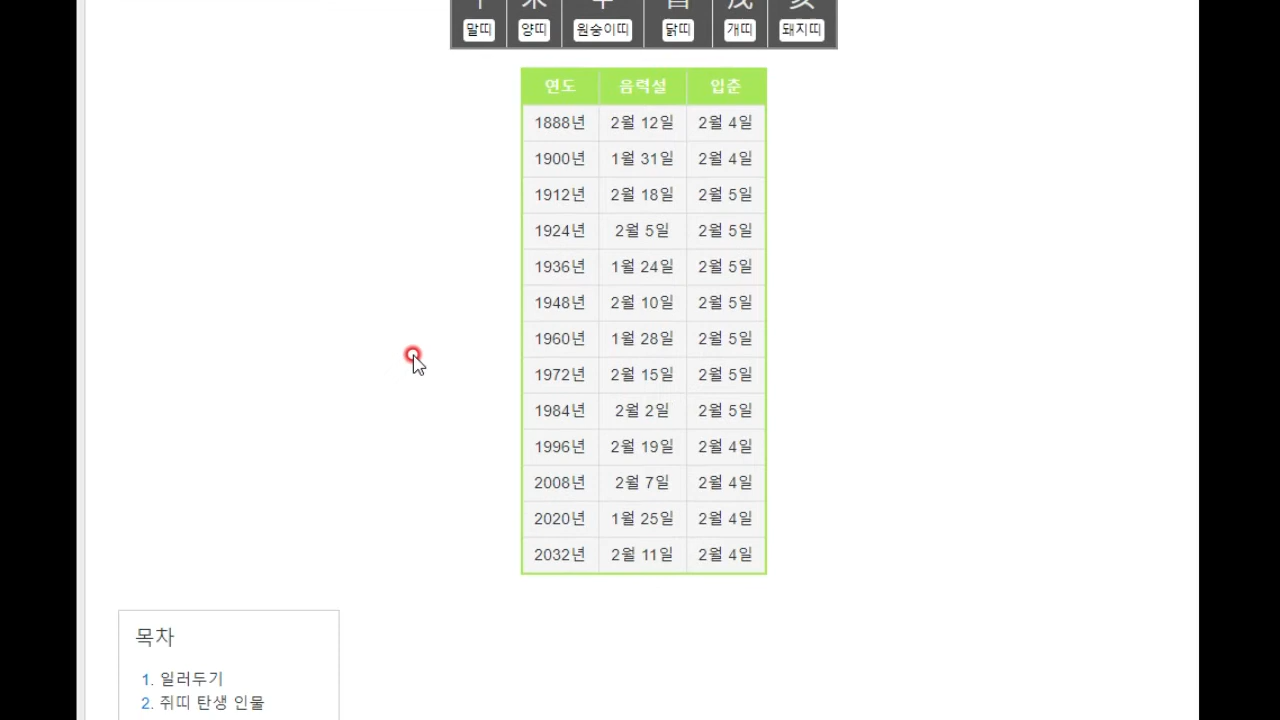 말띠 양띠 원숭이띠 닭띠 개띠 돼지띠
연도 음력설 입춘
1888년 2월 12일 2월 4일
1900년 1월 31일 2월 4일
1912년 2월 18일 2월 5일
1924년 2월 5일 2월 5일
1936년 1월 24일 2월 5일
1948년 2월 10일 2월 5일
1960년 1월 28일 2월 5일
1972년 2월 15일 2월 5일
1984년 2월 2일 2월 5일
1996년 2월 19일 2월 4일
2008년 2월 7일 2월 4일
2020년 1월 25일 2월 4일
2032년 2월 11일 2월 4일
목차
1. 일러두기
2. 쥐띠 탄생 인물